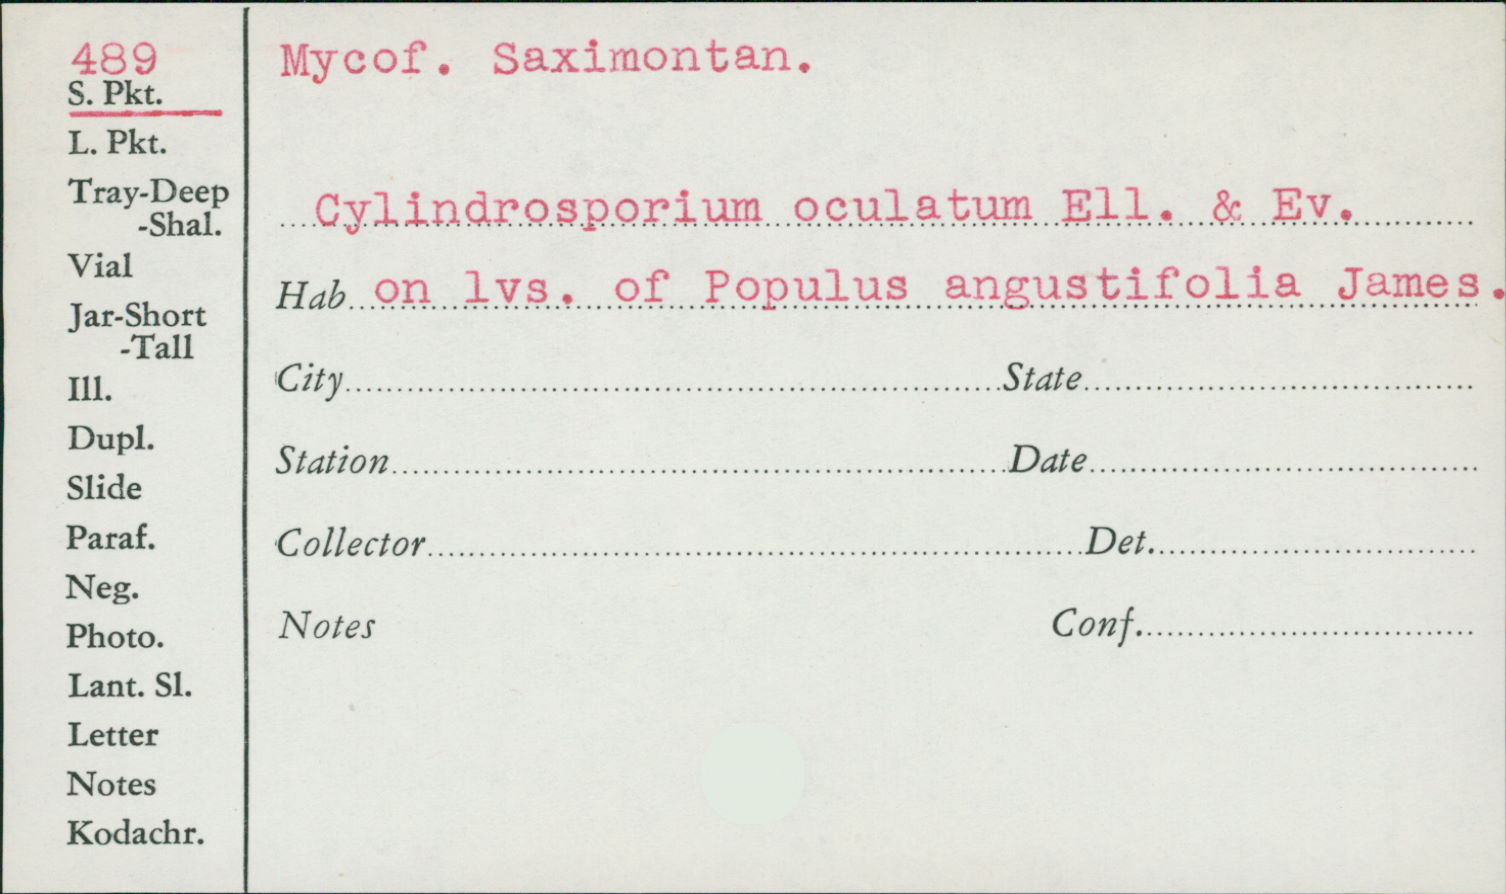 489
S. Pkt.
L. Pkt.
Tray-Deep
-Shal.
Vial
Jar-Short
-Tall
Ill.
Dupl.
Slide
Paraf.
Neg.
Photo.
Lant. Sl.
Letter
Notes
Kodachr.
Mycof. Saximontan.
Cylindrosporium oculatum Ell. & Ev.
Hab on lvs. of Populus angustifolia James.
City State
Station Date
Collector Det.
Notes Conf.